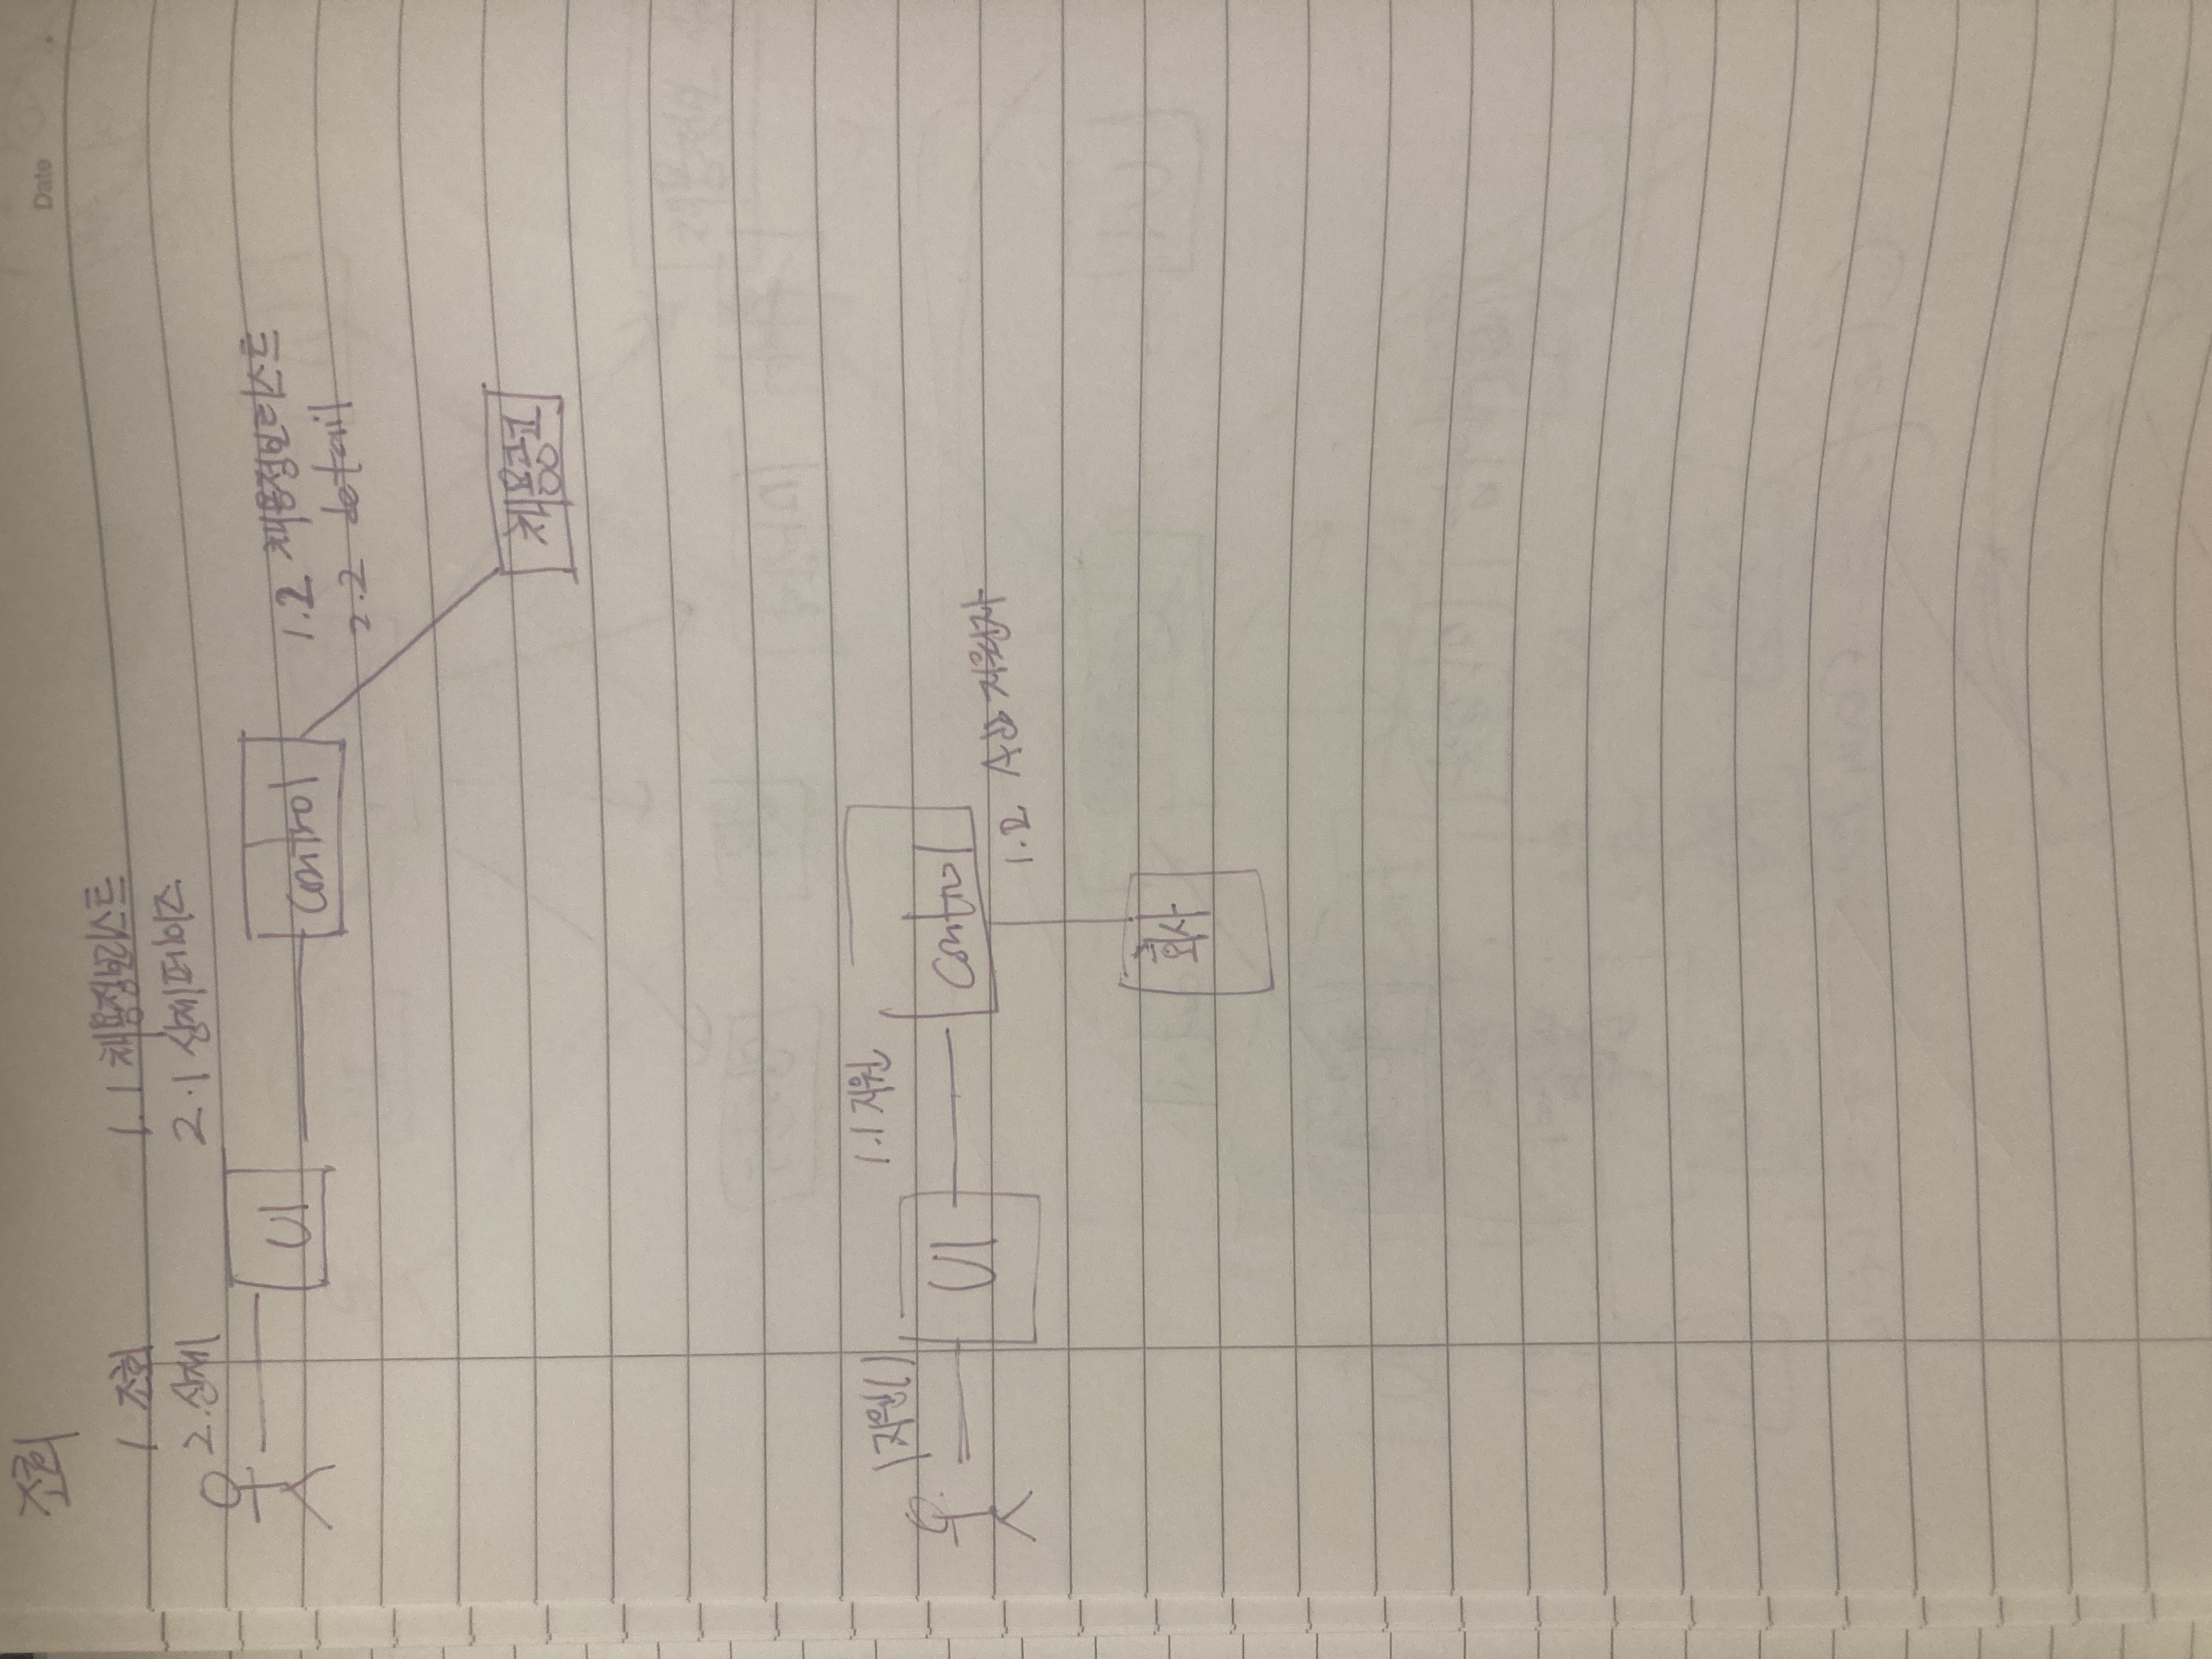 Date
조회
1 조회
2. 상세
1.1 채용정보리스트
2.1 상세페이즈
UI
Control
1.2 채용정보리스트
2.2 detail
채용공고
1 지원()
1.1 지원
UI
Control
1.2
지원자
회사